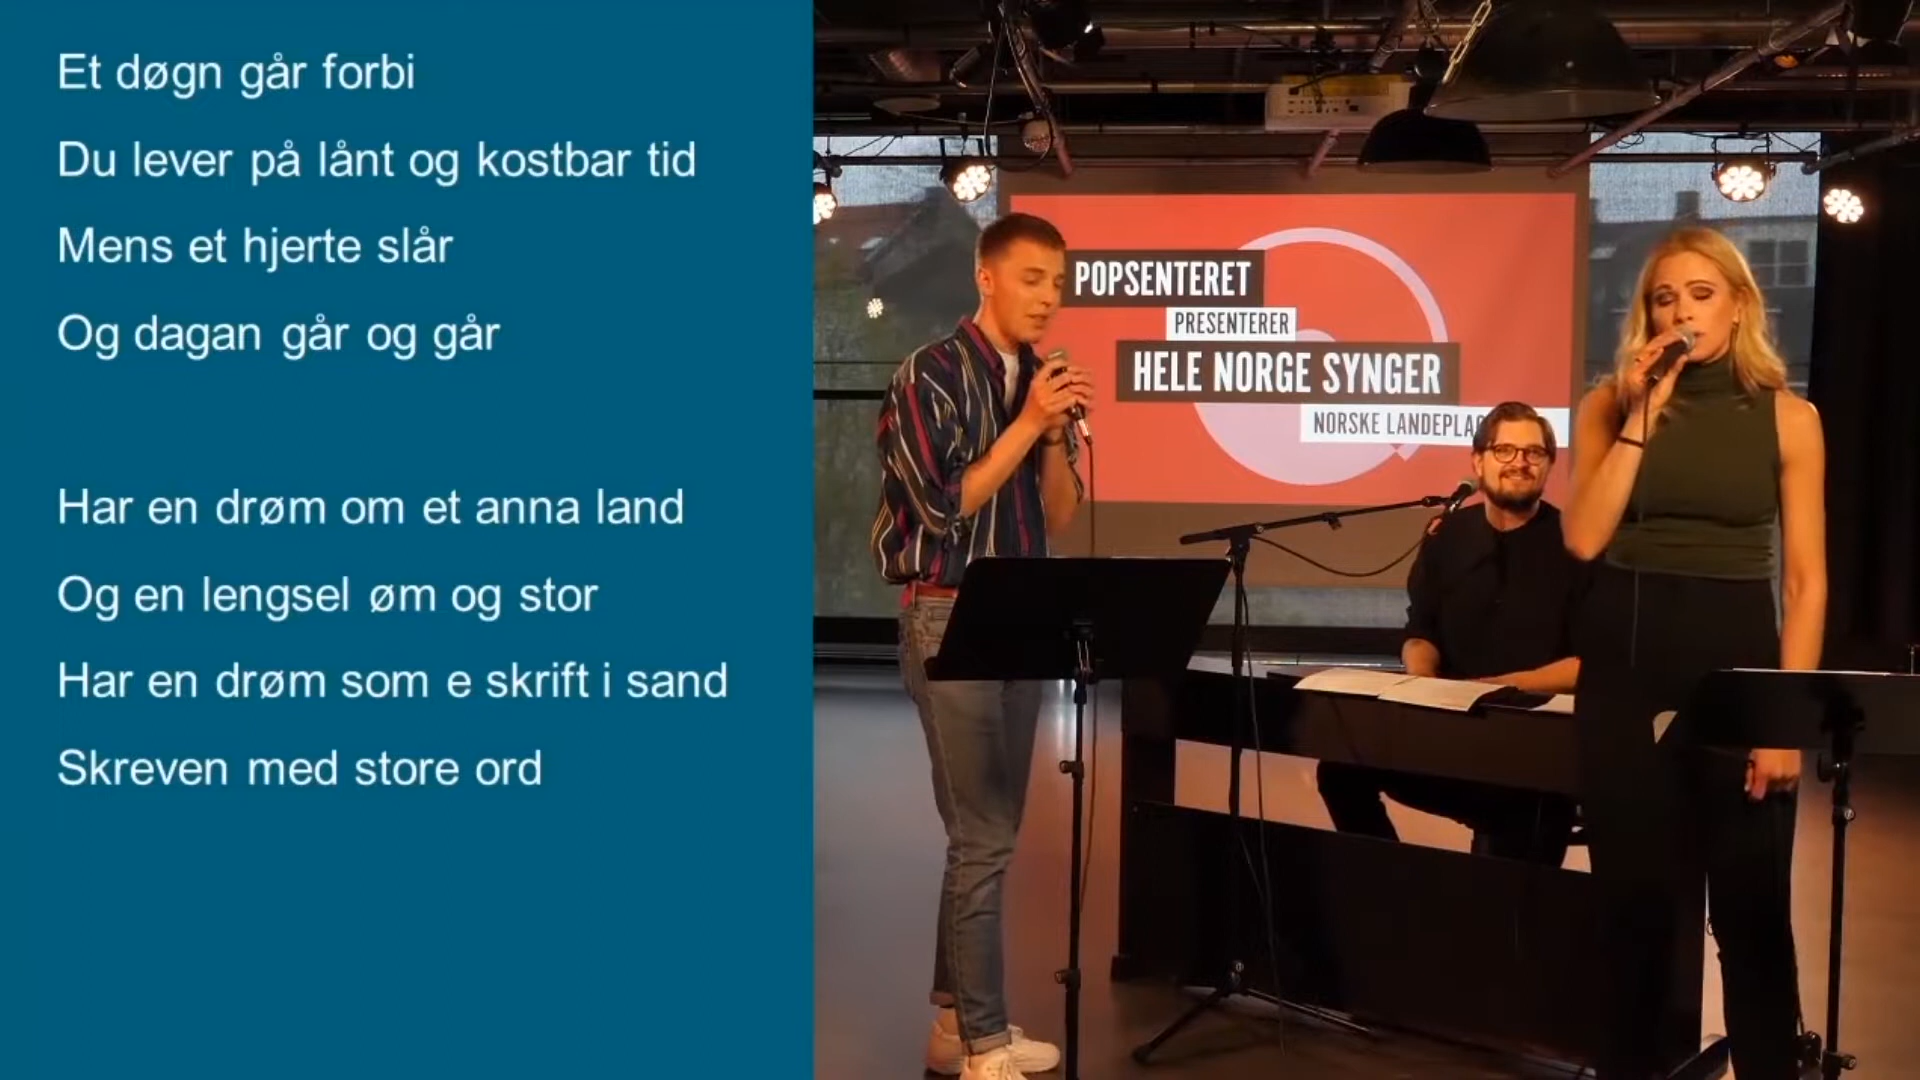 Et døgn går forbi
Du lever på lånt og kostbar tid
Mens et hjerte slår
Og dagan går og går
Har en drøm om et anna land
Og en lengsel øm og stor
Har en drøm som e skrift i sand
Skreven med store ord
POPSENTERET
PRESENTERER
HELE NORGE SYNGER
NORSKE